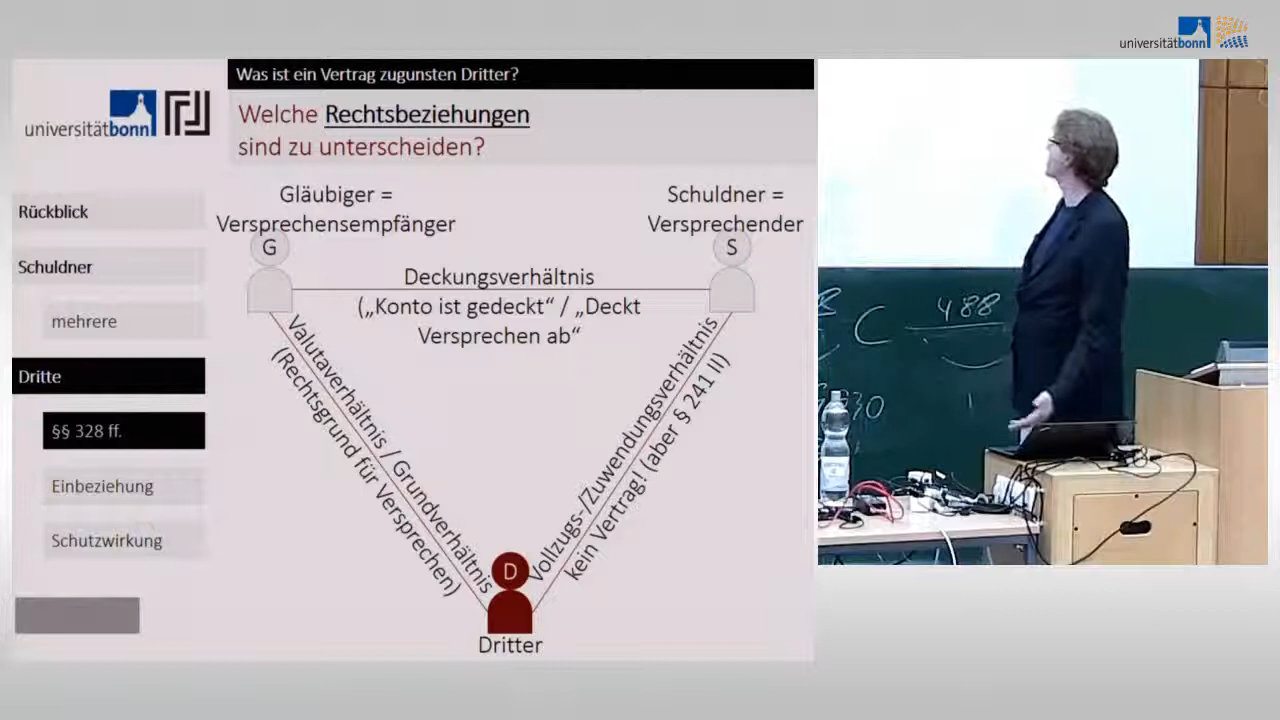 universitätbonn
Was ist ein Vertrag zugunsten Dritter?
universitätbonn
Welche Rechtsbeziehungen
sind zu unterscheiden?
Rückblick
Schuldner
mehrere
Dritte
§§ 328 ff.
Einbeziehung
Schutzwirkung
Gläubiger =
Versprechensempfänger
G
Schuldner =
Versprechender
S
Deckungsverhältnis
(„Konto ist gedeckt“ / „Deckt
Versprechen ab“
Valutaverhältnis / Grundverhältnis
(Rechtsgrund für Versprechen)
Vollzugs-/Zuwendungsverhältnis
kein Vertrag! (aber § 241 II)
D
Dritter
C
488